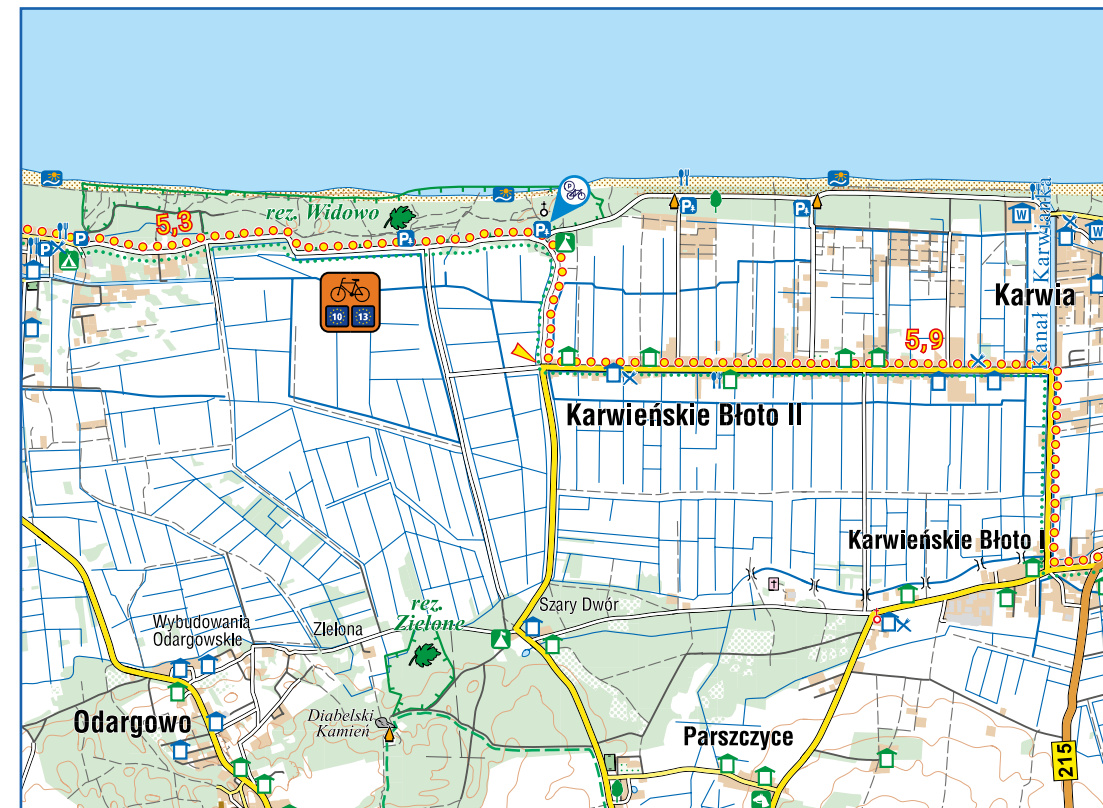 rez. Widowo
5,3
P
P
P
P
P
P
P
W
W
10 13
Karwia
Kanał Karwianka
5,9
Karwieńskie Błoto II
Karwieńskie Błoto I
Szary Dwór
rez.
Zielone
Zielona
Wybudowania
Odargowskie
Odargowo
Diabelski
Kamień
Parszczyce
215